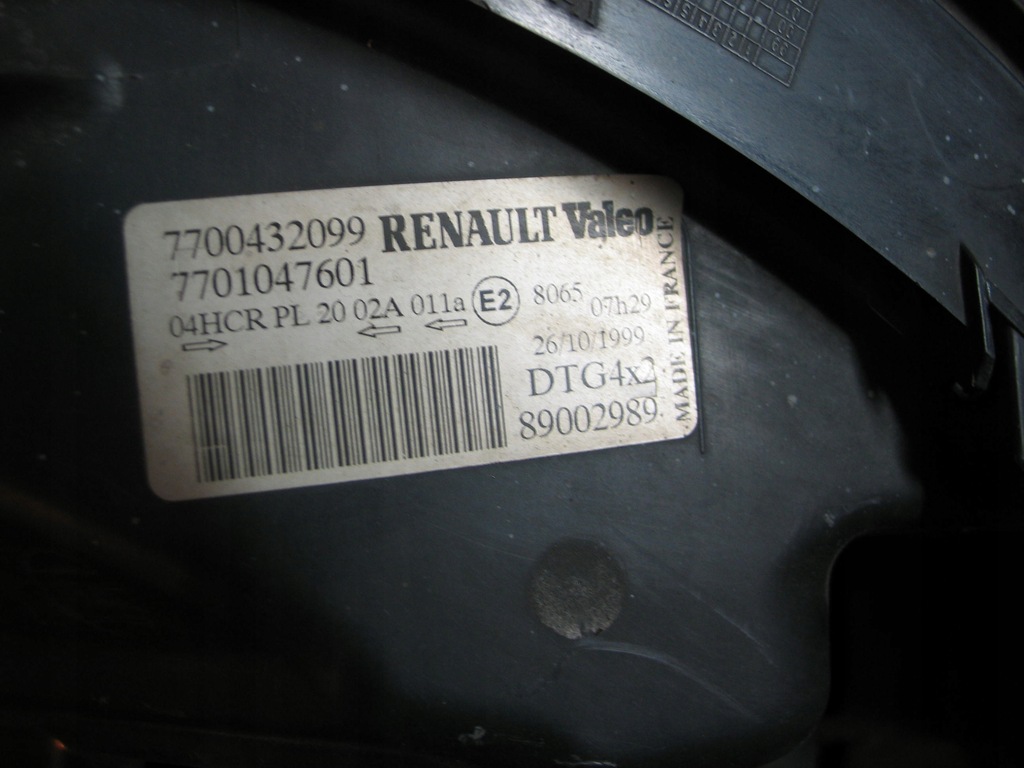 7700432099 RENAULT Valeo
7701047601
04HCR PL 20 02A 011a E2 8065 07h29
26/10/1999
DTG4x2
89002989
MADE IN FRANCE